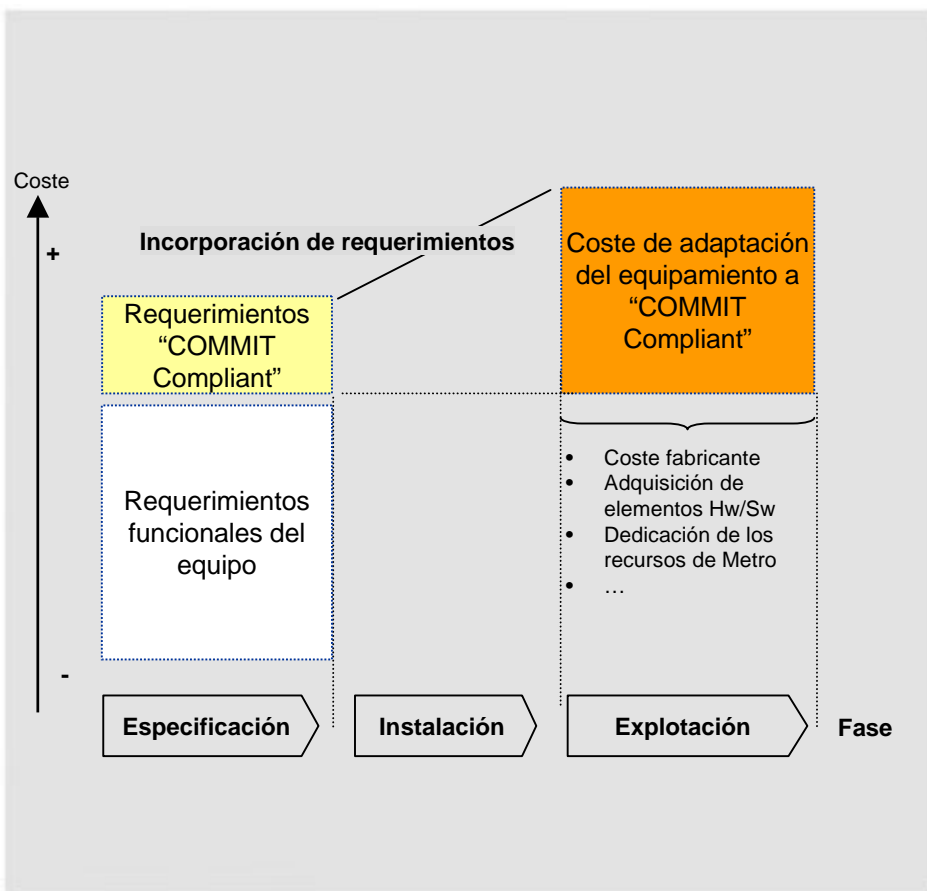 Coste
+
Incorporación de requerimientos
Requerimientos
“COMMIT
Compliant”
Coste de adaptación
del equipamiento a
“COMMIT
Compliant”
Requerimientos
funcionales del
equipo
• Coste fabricante
• Adquisición de
elementos Hw/Sw
• Dedicación de los
recursos de Metro
• …
-
Especificación
Instalación
Explotación
Fase